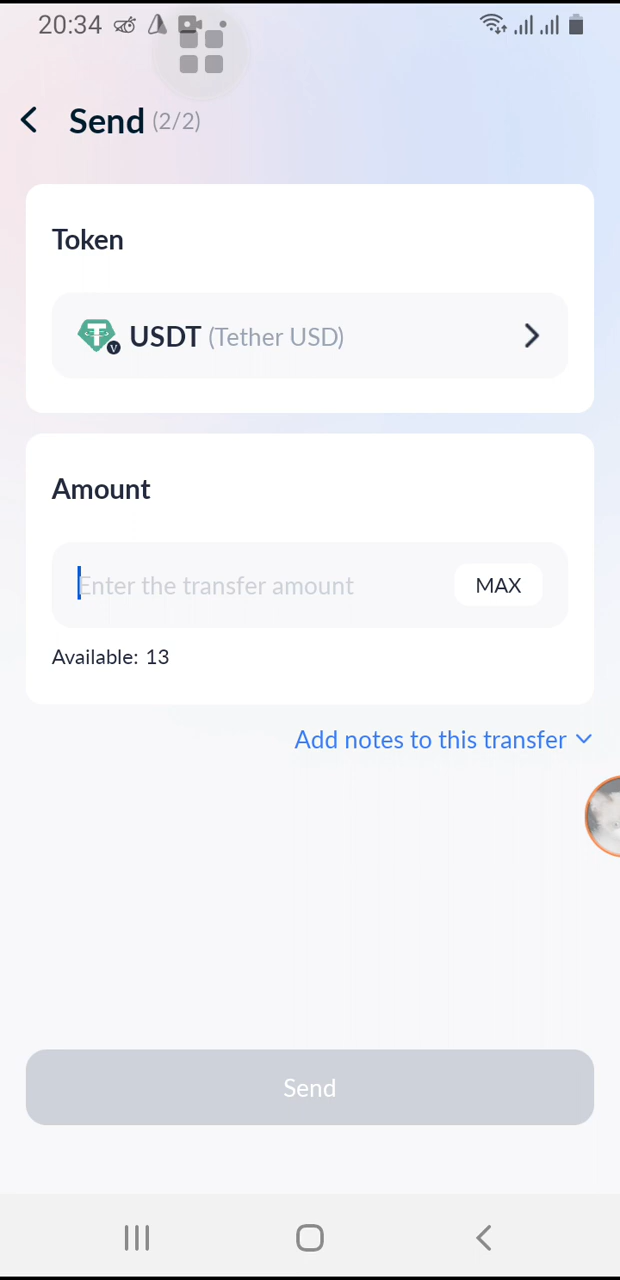 20:34
Send (2/2)
Token
USDT (Tether USD)
Amount
Enter the transfer amount MAX
Available: 13
Add notes to this transfer
Send